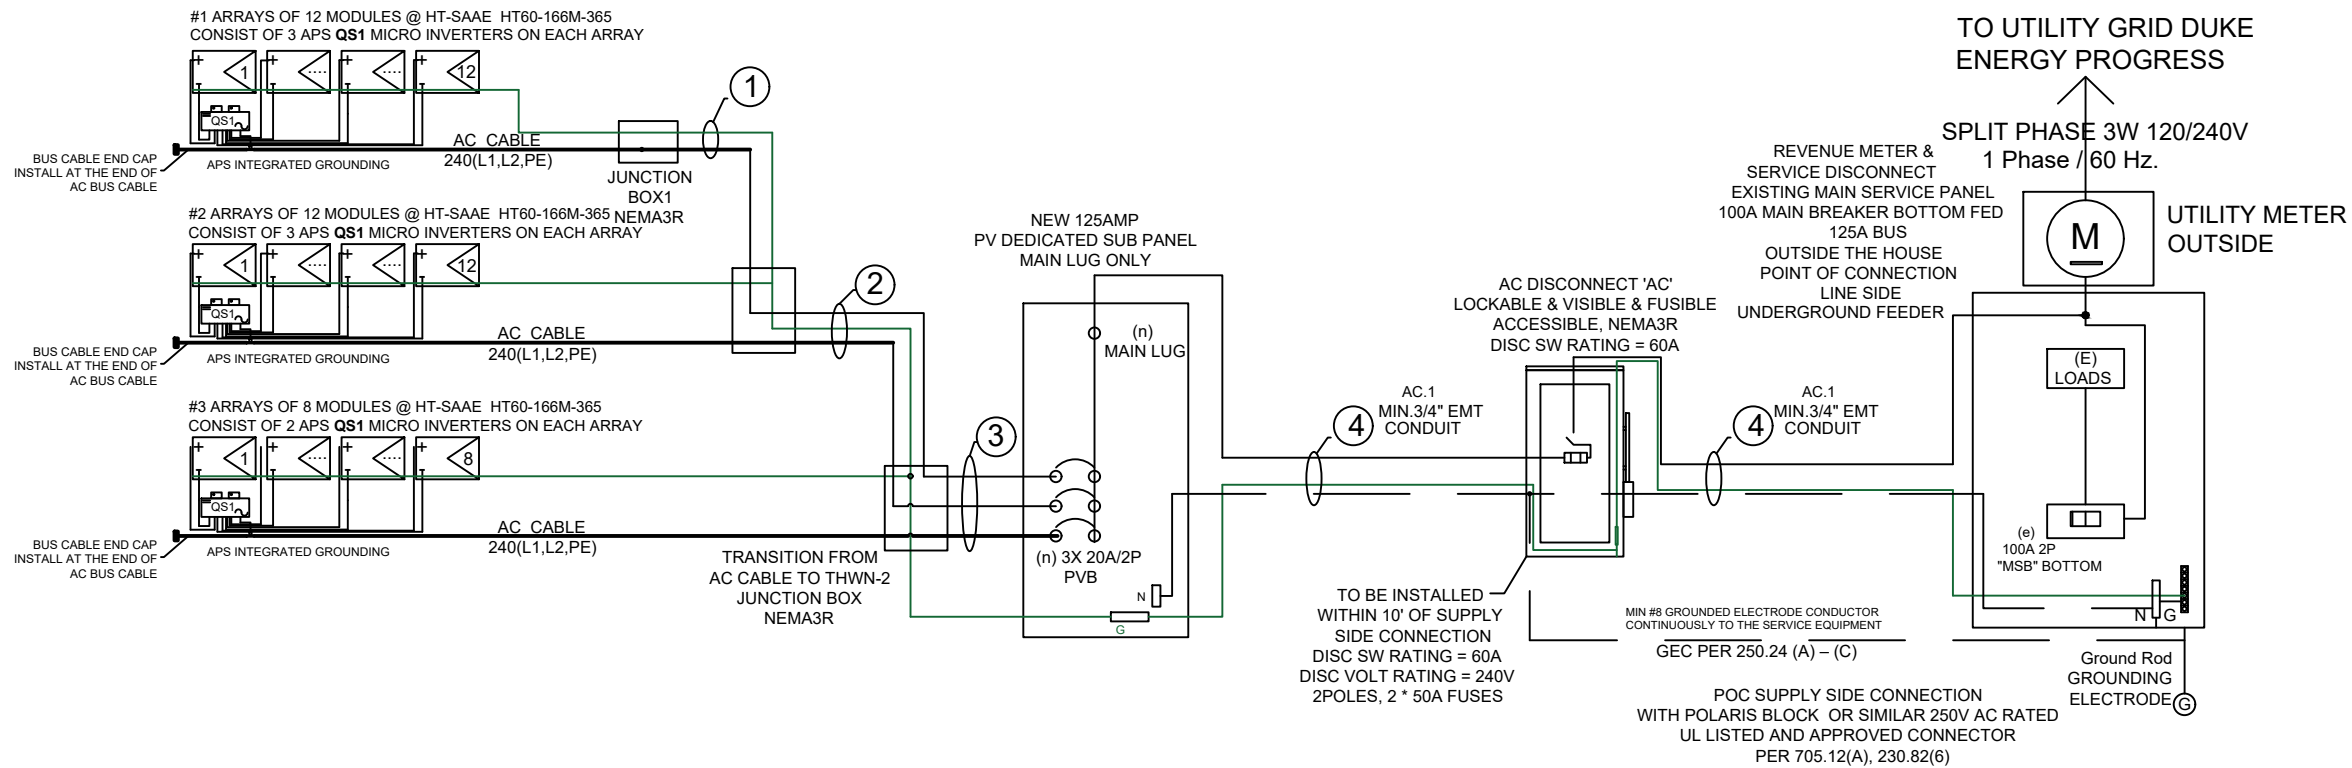 #1 ARRAYS OF 12 MODULES @ HT-SAAE HT60-166M-365
CONSIST OF 3 APS QS1 MICRO INVERTERS ON EACH ARRAY
+
1
+
....
+
....
+
12
QS1
AC CABLE
240(L1,L2,PE)
APS INTEGRATED GROUNDING
BUS CABLE END CAP
INSTALL AT THE END OF
AC BUS CABLE
JUNCTION
BOX1
NEMA3R
1
#2 ARRAYS OF 12 MODULES @ HT-SAAE HT60-166M-365
CONSIST OF 3 APS QS1 MICRO INVERTERS ON EACH ARRAY
+
1
+
....
+
....
+
12
QS1
AC CABLE
240(L1,L2,PE)
APS INTEGRATED GROUNDING
BUS CABLE END CAP
INSTALL AT THE END OF
AC BUS CABLE
2
#3 ARRAYS OF 8 MODULES @ HT-SAAE HT60-166M-365
CONSIST OF 2 APS QS1 MICRO INVERTERS ON EACH ARRAY
+
1
+
....
+
....
+
8
QS1
AC CABLE
240(L1,L2,PE)
APS INTEGRATED GROUNDING
BUS CABLE END CAP
INSTALL AT THE END OF
AC BUS CABLE
TRANSITION FROM
AC CABLE TO THWN-2
JUNCTION BOX
NEMA3R
3
NEW 125AMP
PV DEDICATED SUB PANEL
MAIN LUG ONLY
(n)
MAIN LUG
(n) 3X 20A/2P
PVB
N
G
AC.1
MIN.3/4" EMT
CONDUIT
4
AC DISCONNECT 'AC'
LOCKABLE & VISIBLE & FUSIBLE
ACCESSIBLE, NEMA3R
DISC SW RATING = 60A
TO BE INSTALLED
WITHIN 10' OF SUPPLY
SIDE CONNECTION
DISC SW RATING = 60A
DISC VOLT RATING = 240V
2POLES, 2 * 50A FUSES
AC.1
MIN.3/4" EMT
CONDUIT
4
TO UTILITY GRID DUKE
ENERGY PROGRESS
SPLIT PHASE 3W 120/240V
1 Phase / 60 Hz.
REVENUE METER &
SERVICE DISCONNECT
EXISTING MAIN SERVICE PANEL
100A MAIN BREAKER BOTTOM FED
125A BUS
OUTSIDE THE HOUSE
POINT OF CONNECTION
LINE SIDE
UNDERGROUND FEEDER
M
UTILITY METER
OUTSIDE
(E)
LOADS
(e)
100A 2P
"MSB" BOTTOM
N
G
MIN #8 GROUNDED ELECTRODE CONDUCTOR
CONTINUOUSLY TO THE SERVICE EQUIPMENT
GEC PER 250.24 (A) – (C)
Ground Rod
GROUNDING
ELECTRODE
G
POC SUPPLY SIDE CONNECTION
WITH POLARIS BLOCK OR SIMILAR 250V AC RATED
UL LISTED AND APPROVED CONNECTOR
PER 705.12(A), 230.82(6)